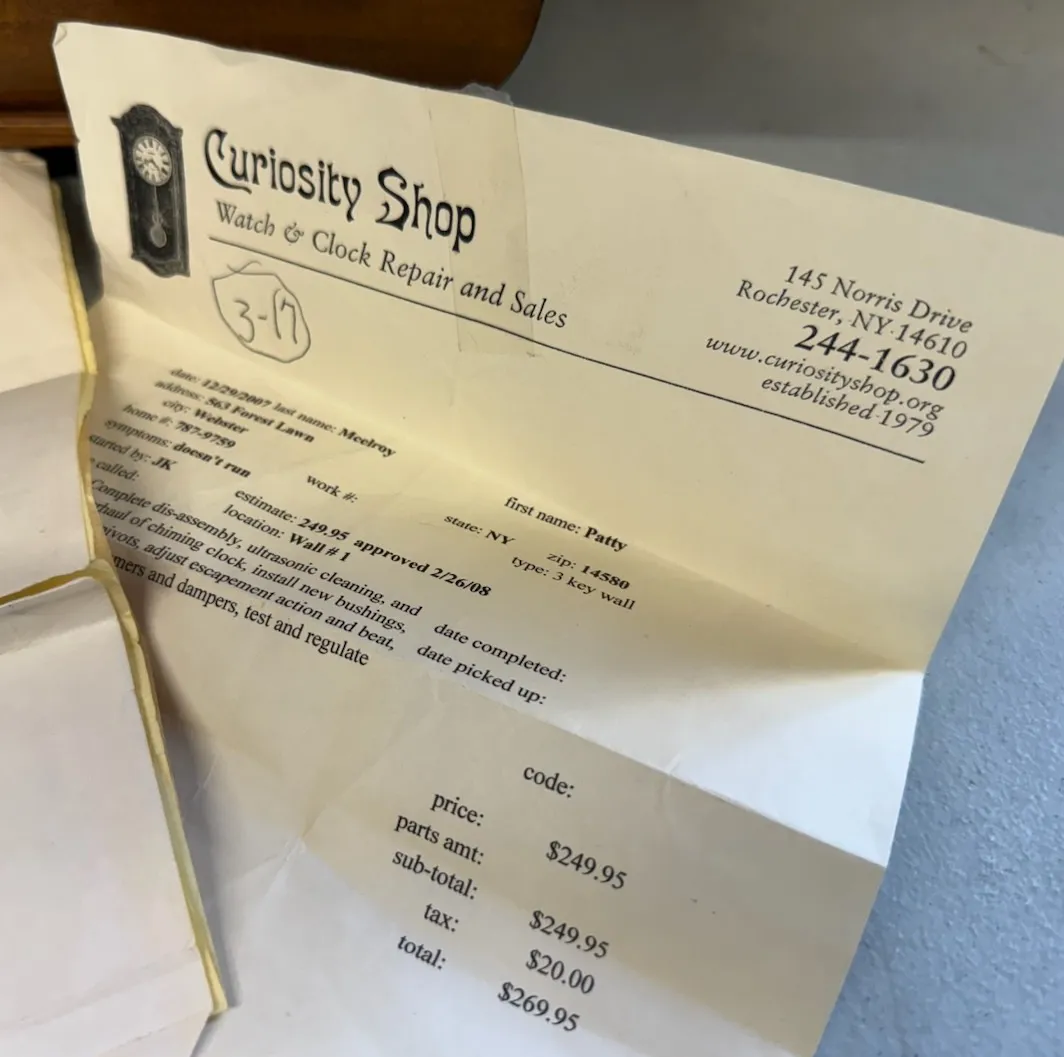 Curiosity Shop
Watch & Clock Repair and Sales
145 Norris Drive
Rochester, NY 14610
244-1630
www.curiosityshop.org
established 1979
3-17
date: 12/29/2007 last name: Mcelroy first name: Patty
address: 563 Forest Lawn
city: Webster state: NY zip: 14580
home #: 787-9759 work #: type: 3 key wall
symptoms: doesn't run
started by: JK estimate: 249.95 approved 2/26/08
called: location: Wall # 1
Complete dis-assembly, ultrasonic cleaning, and
of chiming clock, install new bushings, date completed:
pivots, adjust escapement action and beat, date picked up:
and dampers, test and regulate
code:
price: $249.95
parts amt:
sub-total: $249.95
tax: $20.00
total: $269.95